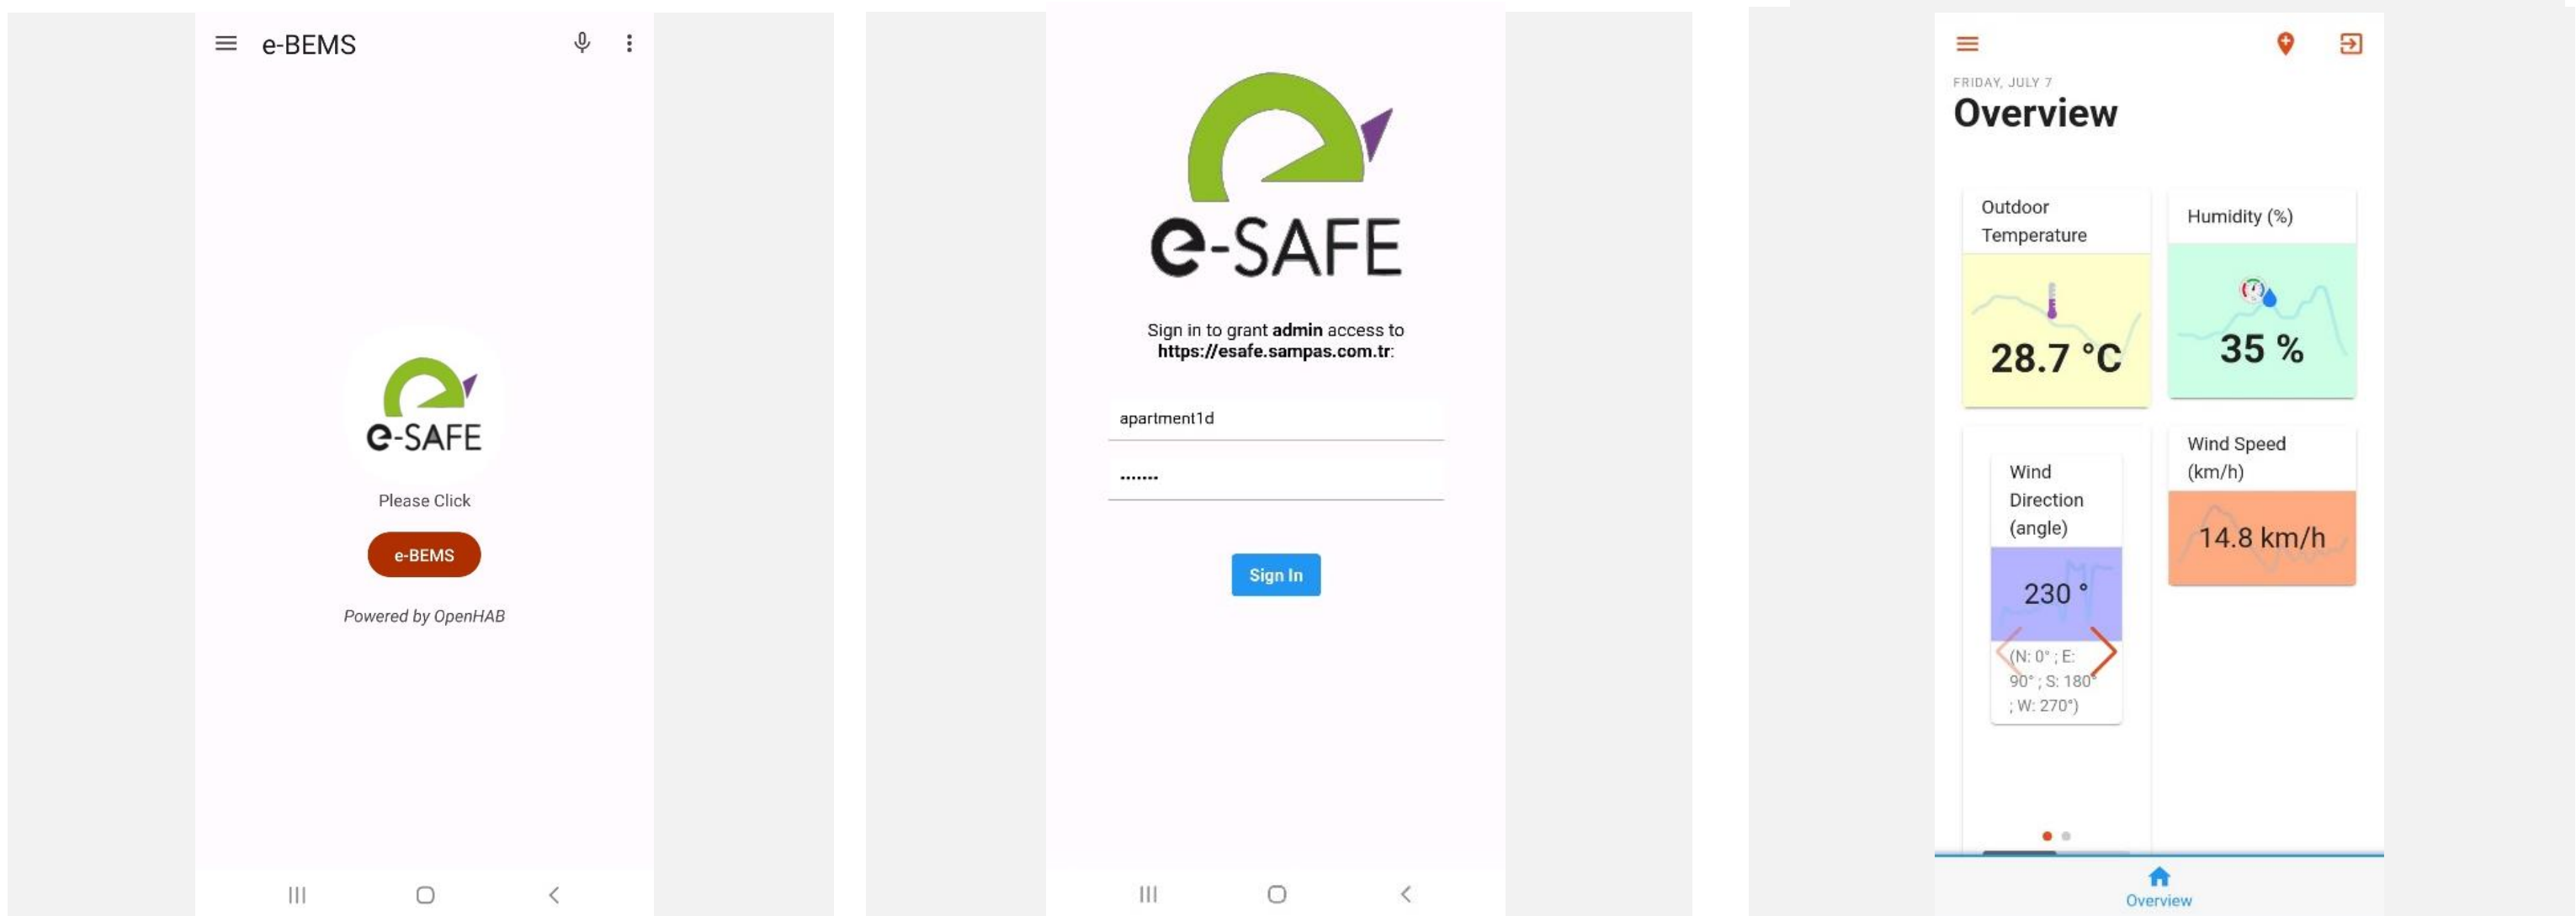 e-BEMS
e-SAFE
Please Click
e-BEMS
Powered by OpenHAB
e-SAFE
Sign in to grant admin access to
https://esafe.sampas.com.tr:
apartment1d
•••••••
Sign In
FRIDAY, JULY 7
Overview
Outdoor
Temperature
28.7 °C
Humidity (%)
35 %
Wind
Direction
(angle)
230 °
(N: 0° ; E:
90° ; S: 180°
; W: 270°)
Wind Speed
(km/h)
14.8 km/h
Overview